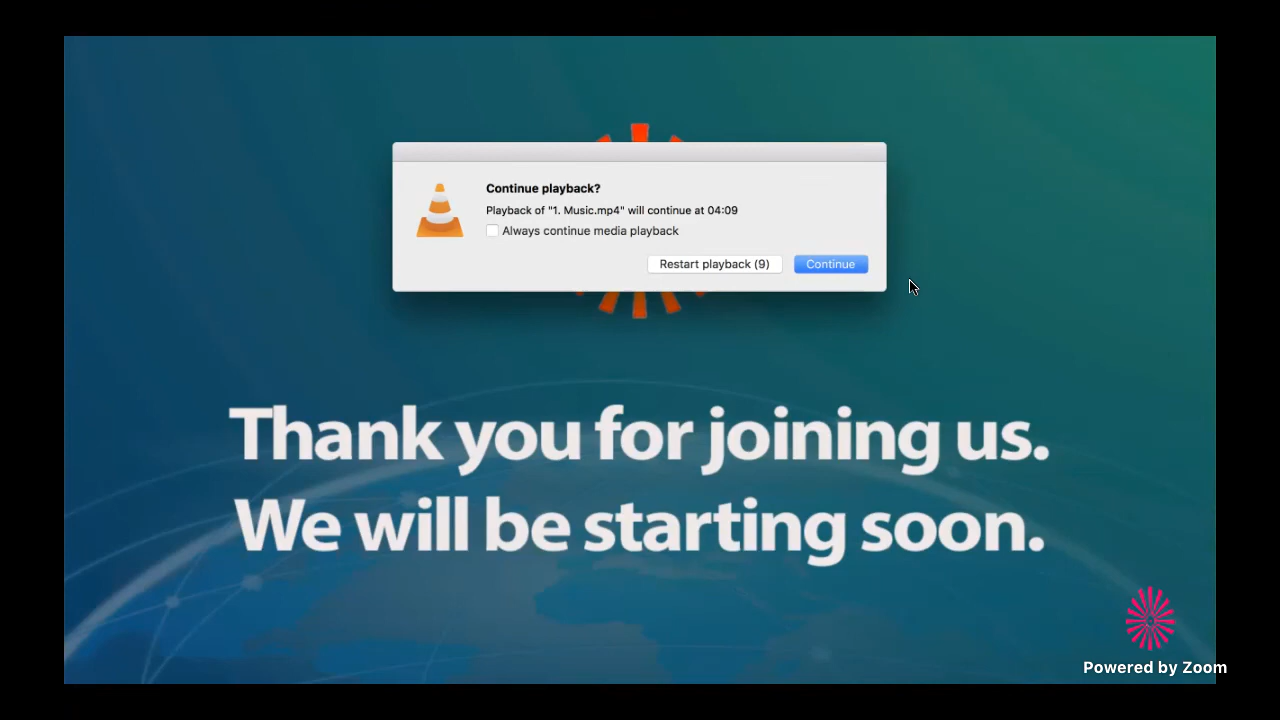 Continue playback?
Playback of "1. Music.mp4" will continue at 04:09
Always continue media playback
Restart playback (9)
Continue
Thank you for joining us.
We will be starting soon.
Powered by Zoom